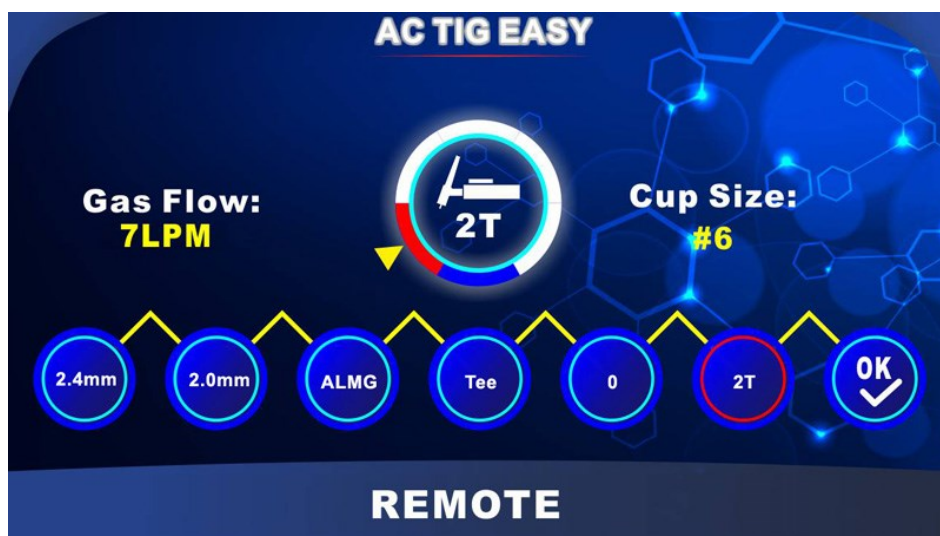 AC TIG EASY
Gas Flow:
7LPM
2T
Cup Size:
#6
2.4mm
2.0mm
ALMG
Tee
0
2T
OK
REMOTE